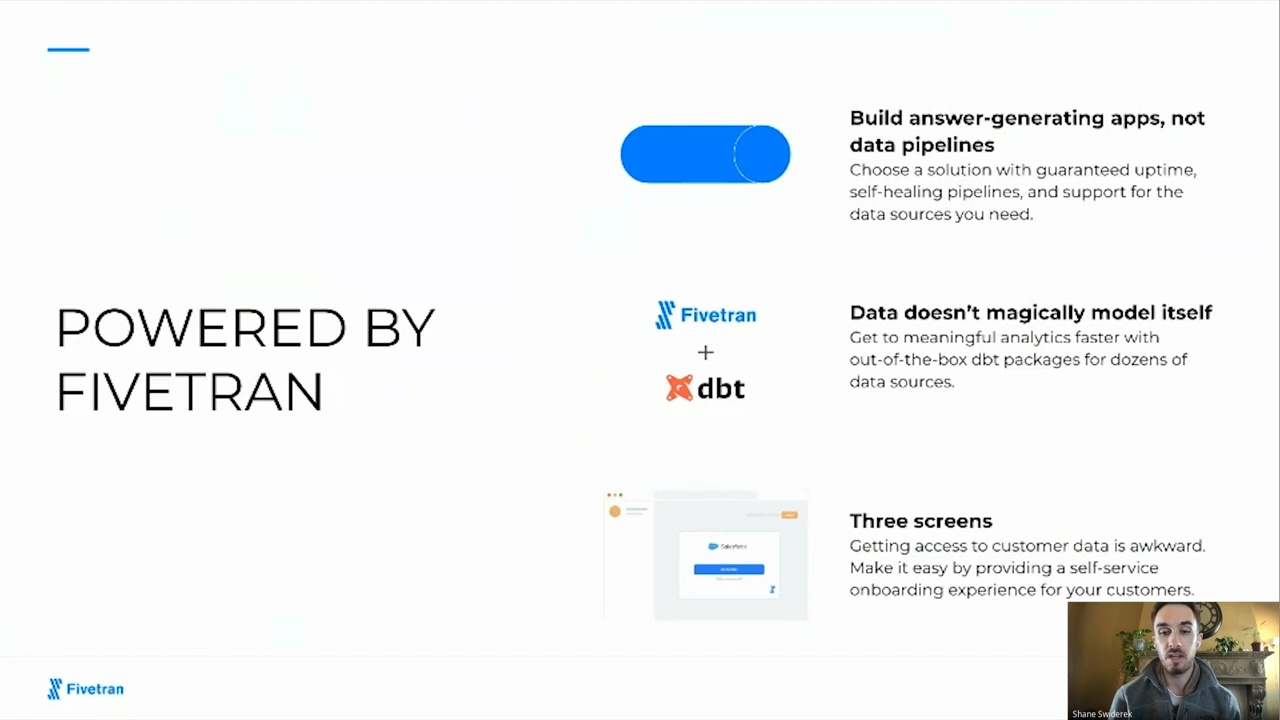 POWERED BY
FIVETRAN
Build answer-generating apps, not
data pipelines
Choose a solution with guaranteed uptime,
self-healing pipelines, and support for the
data sources you need.
Fivetran
+
dbt
Data doesn’t magically model itself
Get to meaningful analytics faster with
out-of-the-box dbt packages for dozens of
data sources.
Salesforce
Three screens
Getting access to customer data is awkward.
Make it easy by providing a self-service
onboarding experience for your customers.
Fivetran
Shane Swiderek